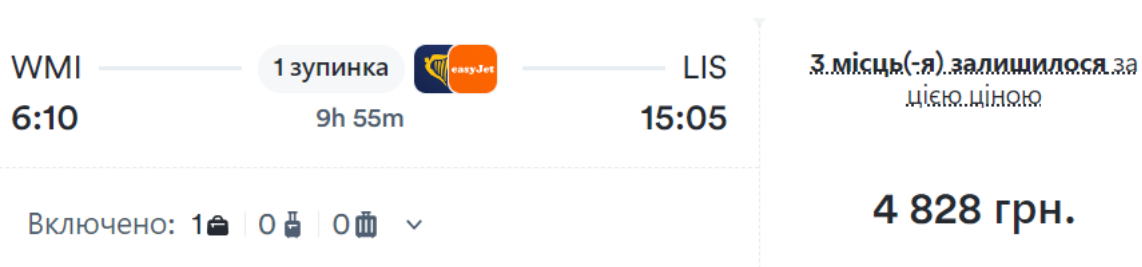 WMI
1 зупинка
easyJet
LIS
6:10
9h 55m
15:05
3 місць(-я) залишилося за
цією ціною
Включено: 1 0 0
4 828 грн.